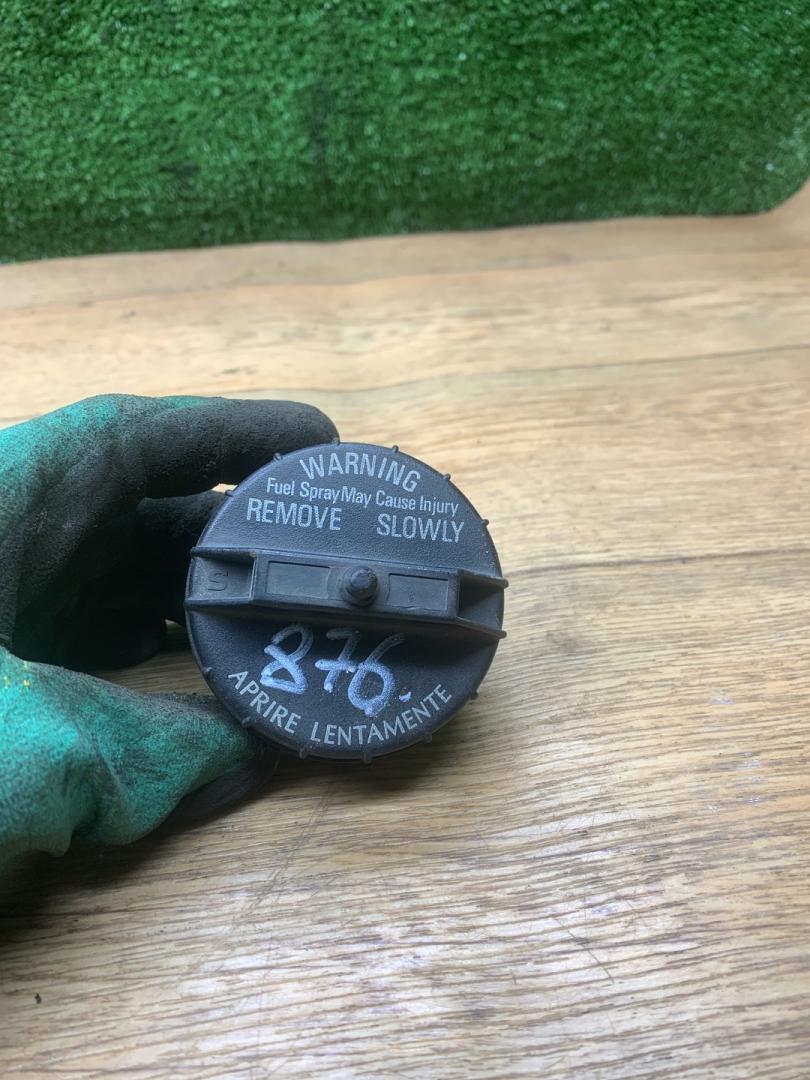 WARNING
Fuel Spray May Cause Injury
REMOVE SLOWLY
S
876.
APRIRE LENTAMENTE